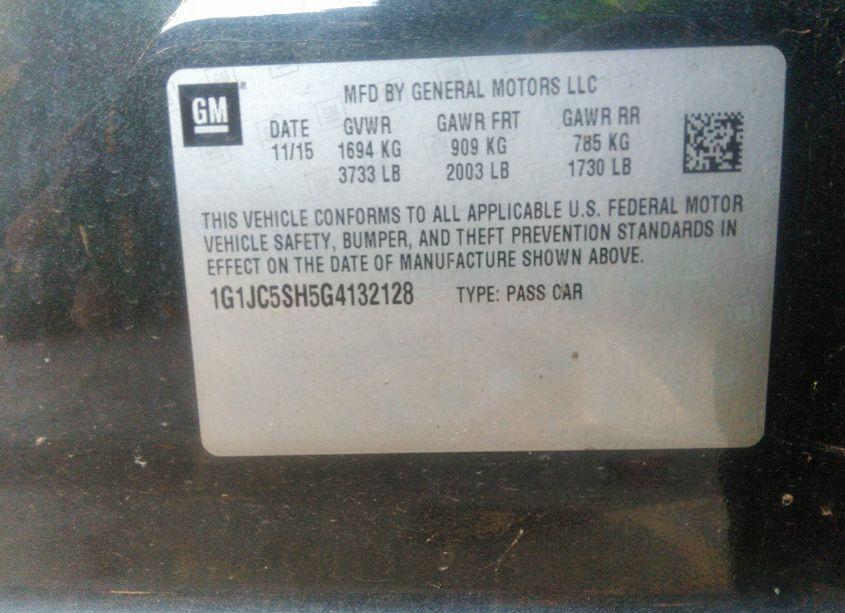 GM
MFD BY GENERAL MOTORS LLC
DATE GVWR GAWR FRT GAWR RR
11/15 1694 KG 909 KG 785 KG
3733 LB 2003 LB 1730 LB
THIS VEHICLE CONFORMS TO ALL APPLICABLE U.S. FEDERAL MOTOR
VEHICLE SAFETY, BUMPER, AND THEFT PREVENTION STANDARDS IN
EFFECT ON THE DATE OF MANUFACTURE SHOWN ABOVE.
1G1JC5SH5G4132128 TYPE: PASS CAR